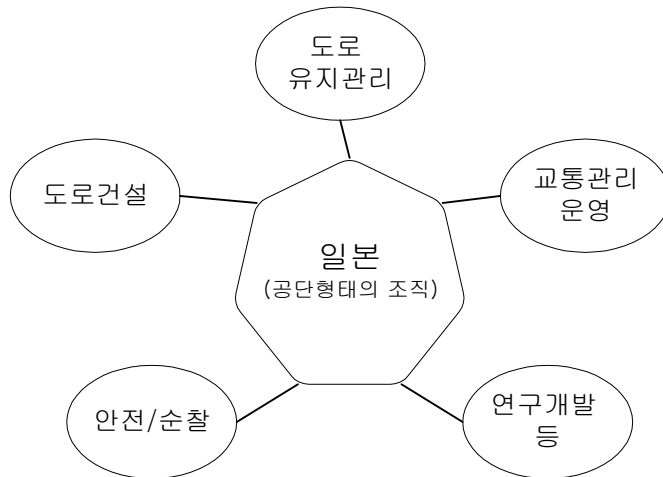 도로
유지관리
도로건설
교통관리
운영
일본
(공단형태의 조직)
안전/순찰
연구개발
등